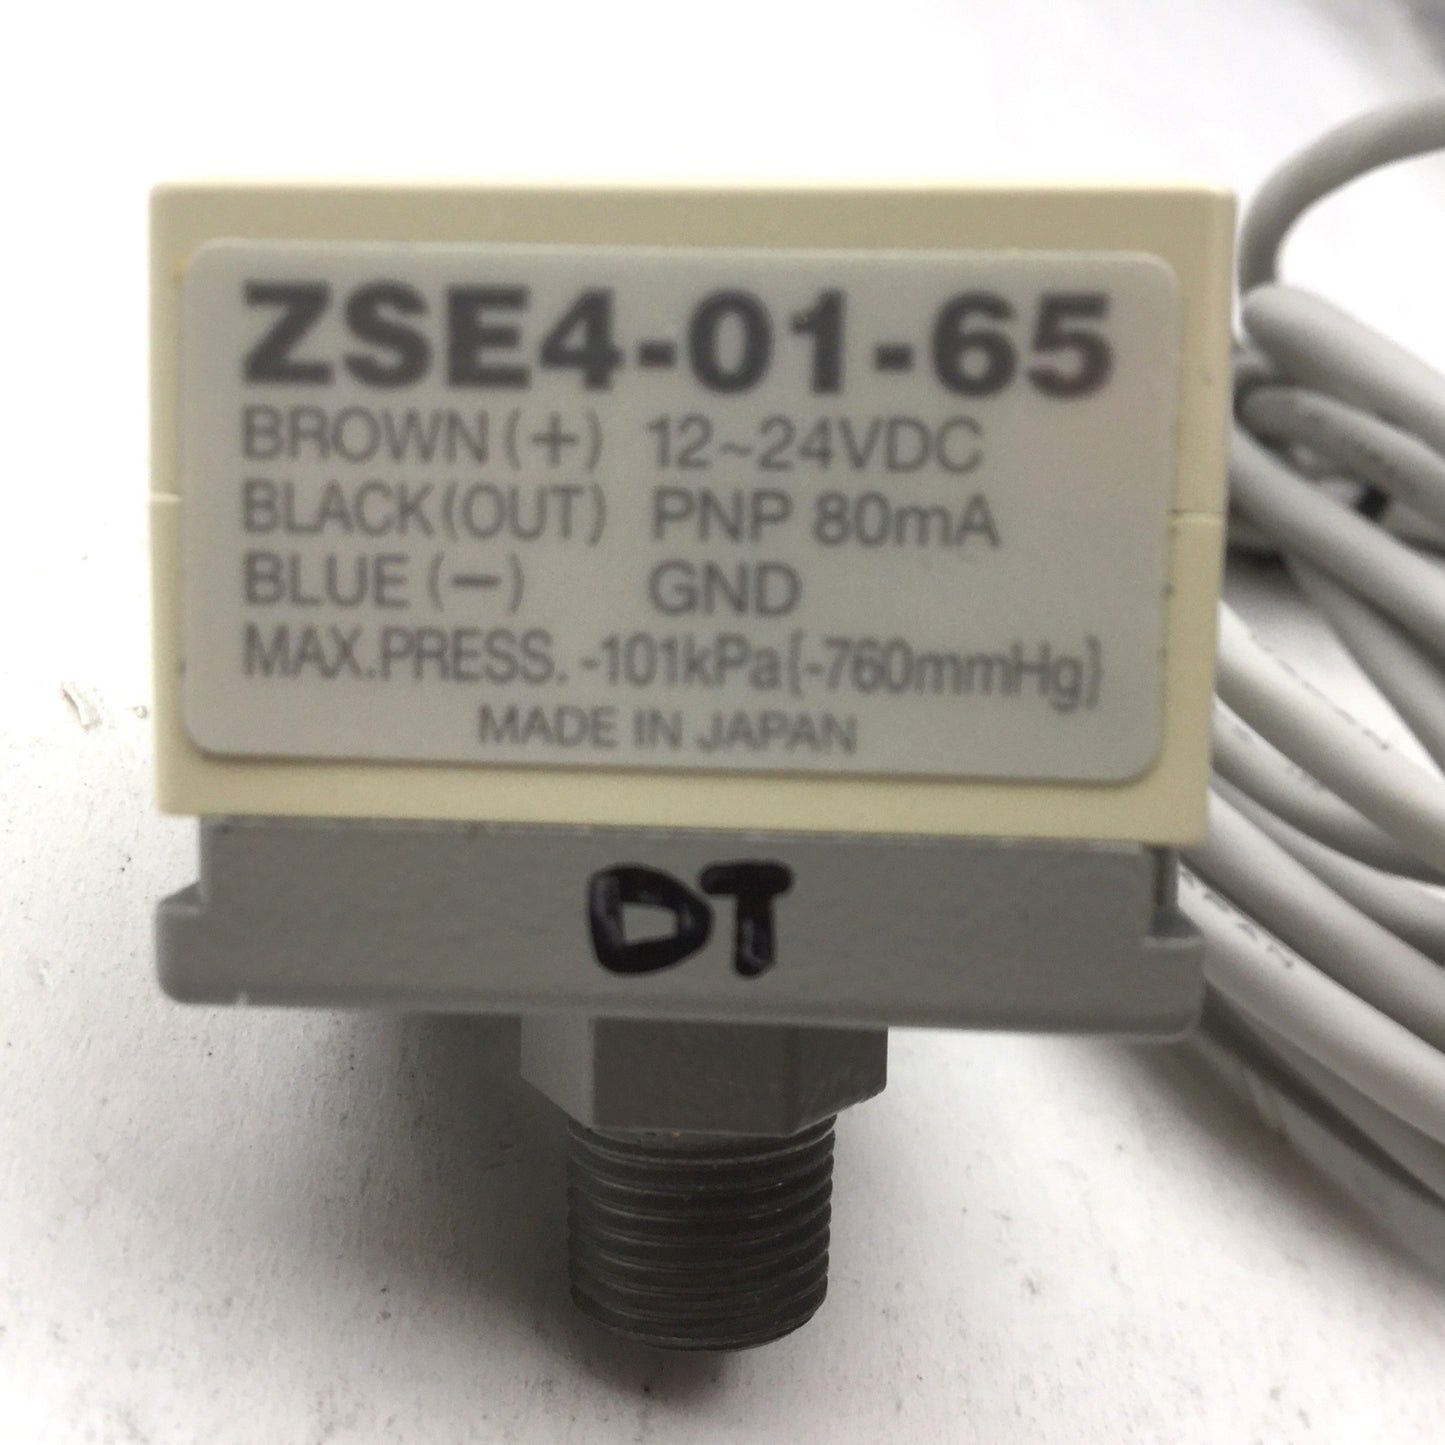 ZSE4-01-65
BROWN (+) 12~24VDC
BLACK(OUT) PNP 80mA
BLUE (−) GND
MAX.PRESS. -101kPa{-760mmHg}
MADE IN JAPAN
DT